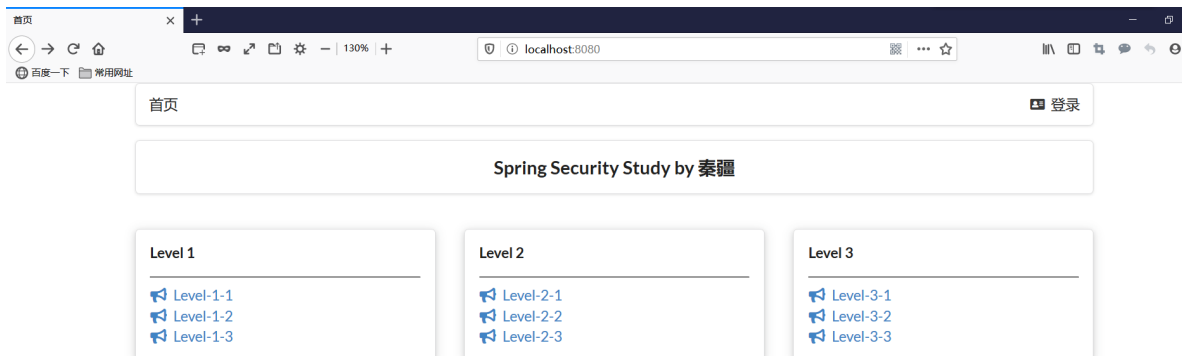 首页
130%
localhost:8080
百度一下 常用网址
首页 登录
Spring Security Study by 秦疆
Level 1
Level-1-1
Level-1-2
Level-1-3
Level 2
Level-2-1
Level-2-2
Level-2-3
Level 3
Level-3-1
Level-3-2
Level-3-3